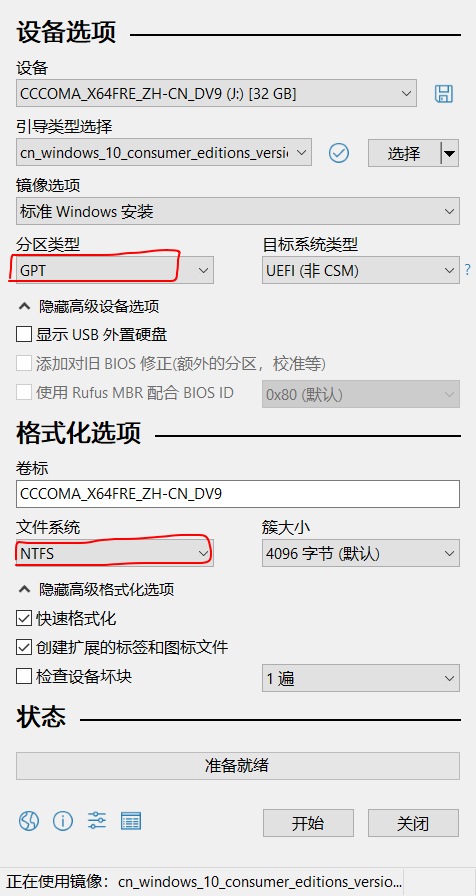 设备选项
设备
CCCOMA_X64FRE_ZH-CN_DV9 (J:) [32 GB]
引导类型选择
cn_windows_10_consumer_editions_versi
选择
镜像选项
标准 Windows 安装
分区类型
目标系统类型
GPT
UEFI (非 CSM)
?
隐藏高级设备选项
显示 USB 外置硬盘
添加对旧 BIOS 修正(额外的分区，校准等)
使用 Rufus MBR 配合 BIOS ID
0x80 (默认)
格式化选项
卷标
CCCOMA_X64FRE_ZH-CN_DV9
文件系统
簇大小
NTFS
4096 字节 (默认)
隐藏高级格式化选项
快速格式化
创建扩展的标签和图标文件
检查设备坏块
1 遍
状态
准备就绪
开始
关闭
正在使用镜像：cn_windows_10_consumer_editions_versio...